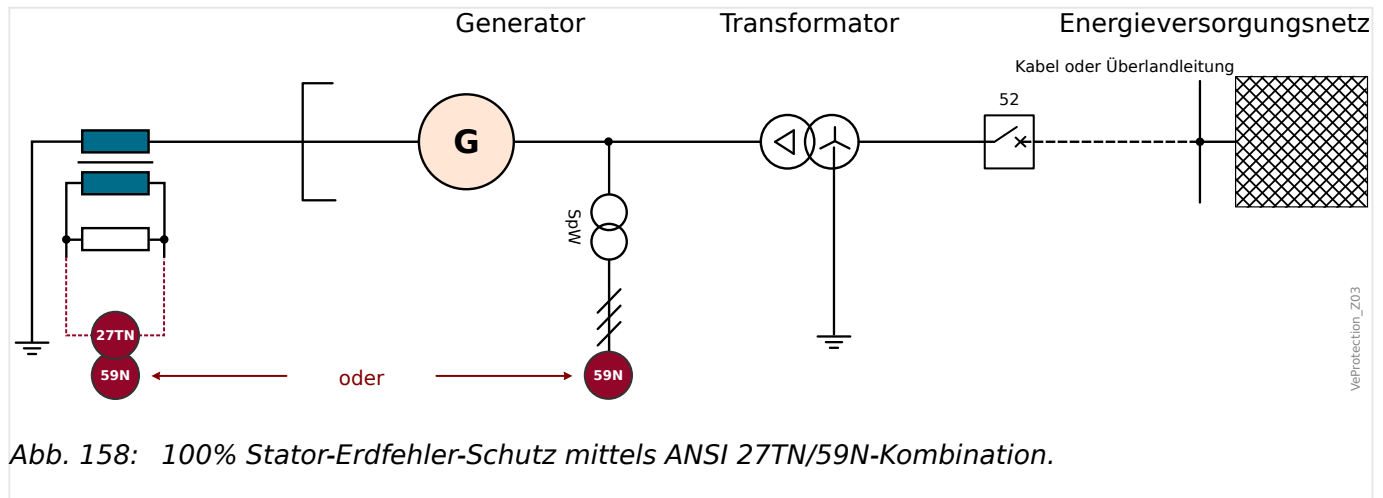 Generator Transformator Energieversorgungsnetz
Kabel oder Überlandleitung
52
G
SpW
27TN
59N
oder
59N
VeProtection_Z03
Abb. 158: 100% Stator-Erdfehler-Schutz mittels ANSI 27TN/59N-Kombination.